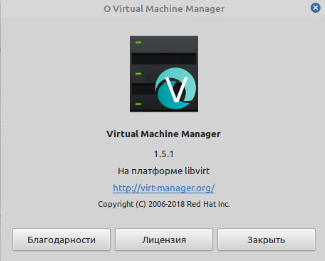 О Virtual Machine Manager
V
Virtual Machine Manager
1.5.1
На платформе libvirt
http://virt-manager.org/
Copyright (C) 2006-2018 Red Hat Inc.
Благодарности
Лицензия
Закрыть